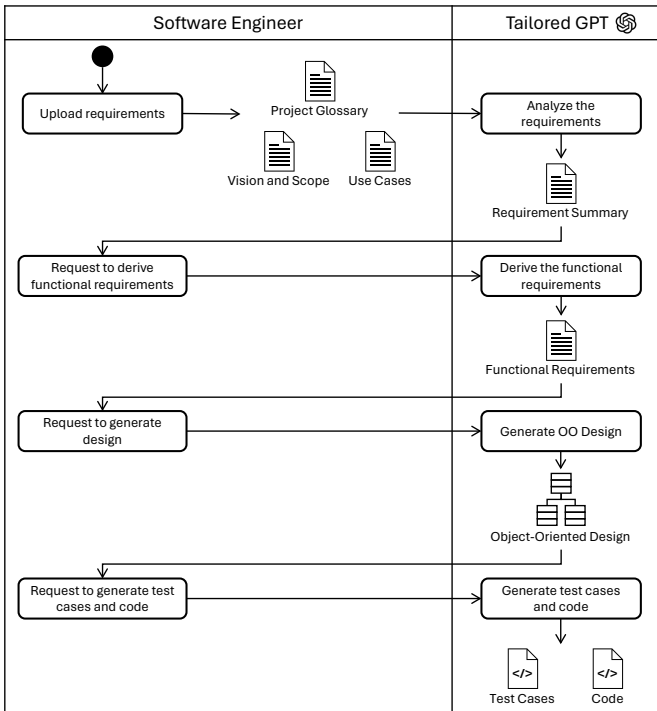 Software Engineer
Tailored GPT
Upload requirements
Project Glossary
Vision and Scope
Use Cases
Analyze the
requirements
Requirement Summary
Request to derive
functional requirements
Derive the functional
requirements
Functional Requirements
Request to generate
design
Generate OO Design
Object-Oriented Design
Request to generate test
cases and code
Generate test cases
and code
</>
</>
Test Cases
Code